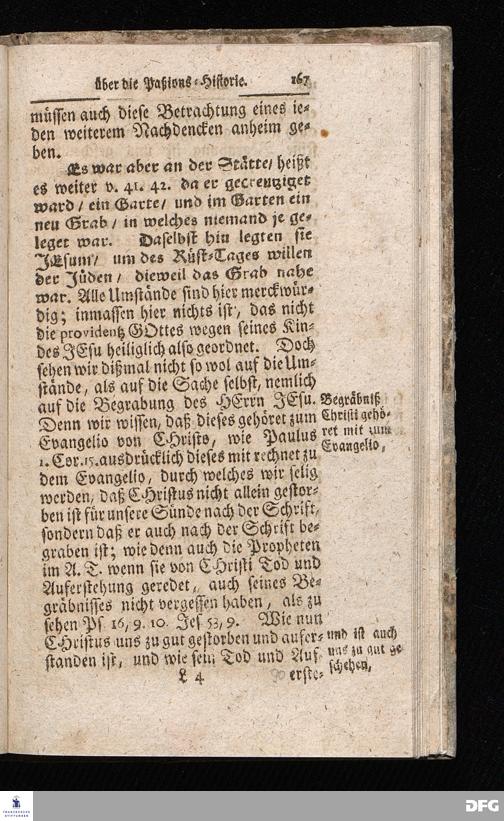 über die Paßions-Historie. 167
müssen auch diese Betrachtung eines ie-
den weiterem Nachdencken anheim ge-
ben.
Es war aber an der Stätte/ heißt
es weiter v. 41. 42. da er gecreutziget
ward/ ein Garte/ und im Garten ein
neu Grab/ in welches niemand je ge-
leget war. Daselbst hin legten sie
JEsum/ um des Rüst-Tages willen
der Jüden/ dieweil das Grab nahe
war. Alle Umstände sind hier merckwür-
dig; inmassen hier nichts ist, das nicht
die providentz GOttes wegen seines Kin-
des JEsu heiliglich also geordnet. Doch
sehen wir dißmal nicht so wol auf die Um-
stände, als auf die Sache selbst, nemlich
auf die Begrabung des HErrn JEsu.
Denn wir wissen, daß dieses gehöret zum
Evangelio von CHristo, wie Paulus
1. Cor. 15. ausdrücklich dieses mit rechnet zu
dem Evangelio, durch welches wir selig
werden, daß CHristus nicht allein gestor-
ben ist für unsere Sünde nach der Schrift,
sondern daß er auch nach der Schrift be-
graben ist; wie denn auch die Propheten
im A. T. wenn sie von CHristi Tod und
Auferstehung geredet, auch seines Be-
gräbnisses nicht vergessen haben, als zu
sehen Ps. 16, 9. 10. Jes. 53, 9. Wie nun
CHristus uns zu gut gestorben und aufer-
standen ist, und wie sein Tod und Auf-
L 4 erste-
Begräbniß
Christi gehö-
ret mit zum
Evangelio,
und ist auch
uns zu gut ge
schehen,
FRANCKESCHE
STIFTUNGEN
DFG